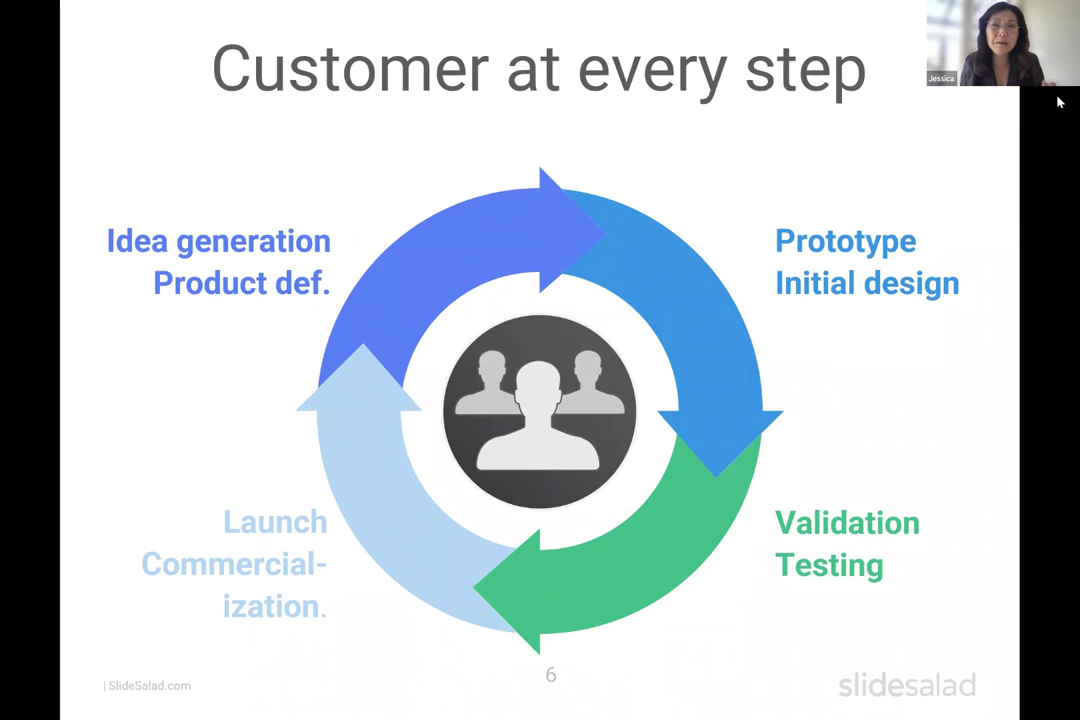 Customer at every step
Jessica
Idea generation
Product def.
Prototype
Initial design
Launch
Commercial-
ization.
Validation
Testing
| SlideSalad.com
6
slidesalad